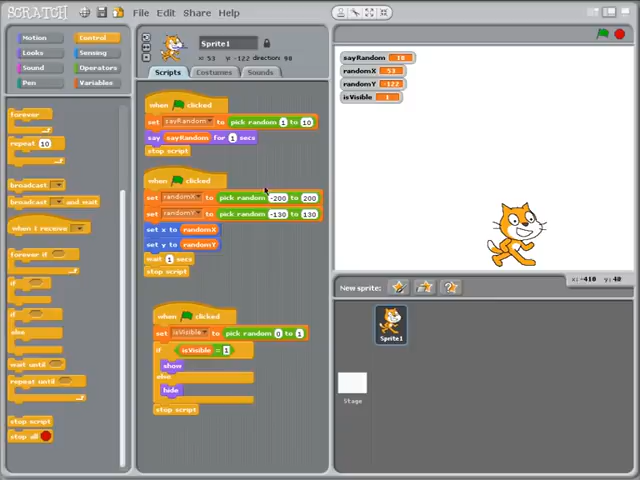 SCRATCH File Edit Share Help
Motion Control
Looks Sensing
Sound Operators
Pen Variables
forever
repeat 10
broadcast
broadcast and wait
when I receive
forever if
if
if
else
wait until
repeat until
stop script
stop all
Sprite1
x: 53 y: -122 direction: 90
Scripts Costumes Sounds
when clicked
set sayRandom to pick random 1 to 10
say sayRandom for 1 secs
stop script
when clicked
set randomX to pick random -200 to 200
set randomY to pick random -130 to 130
set x to randomX
set y to randomY
wait 1 secs
stop script
when clicked
set isVisible to pick random 0 to 1
if isVisible = 1
show
else
hide
stop script
sayRandom 10
randomX 53
randomY -122
isVisible 1
x: -410 y: 40
New sprite:
Sprite1
Stage